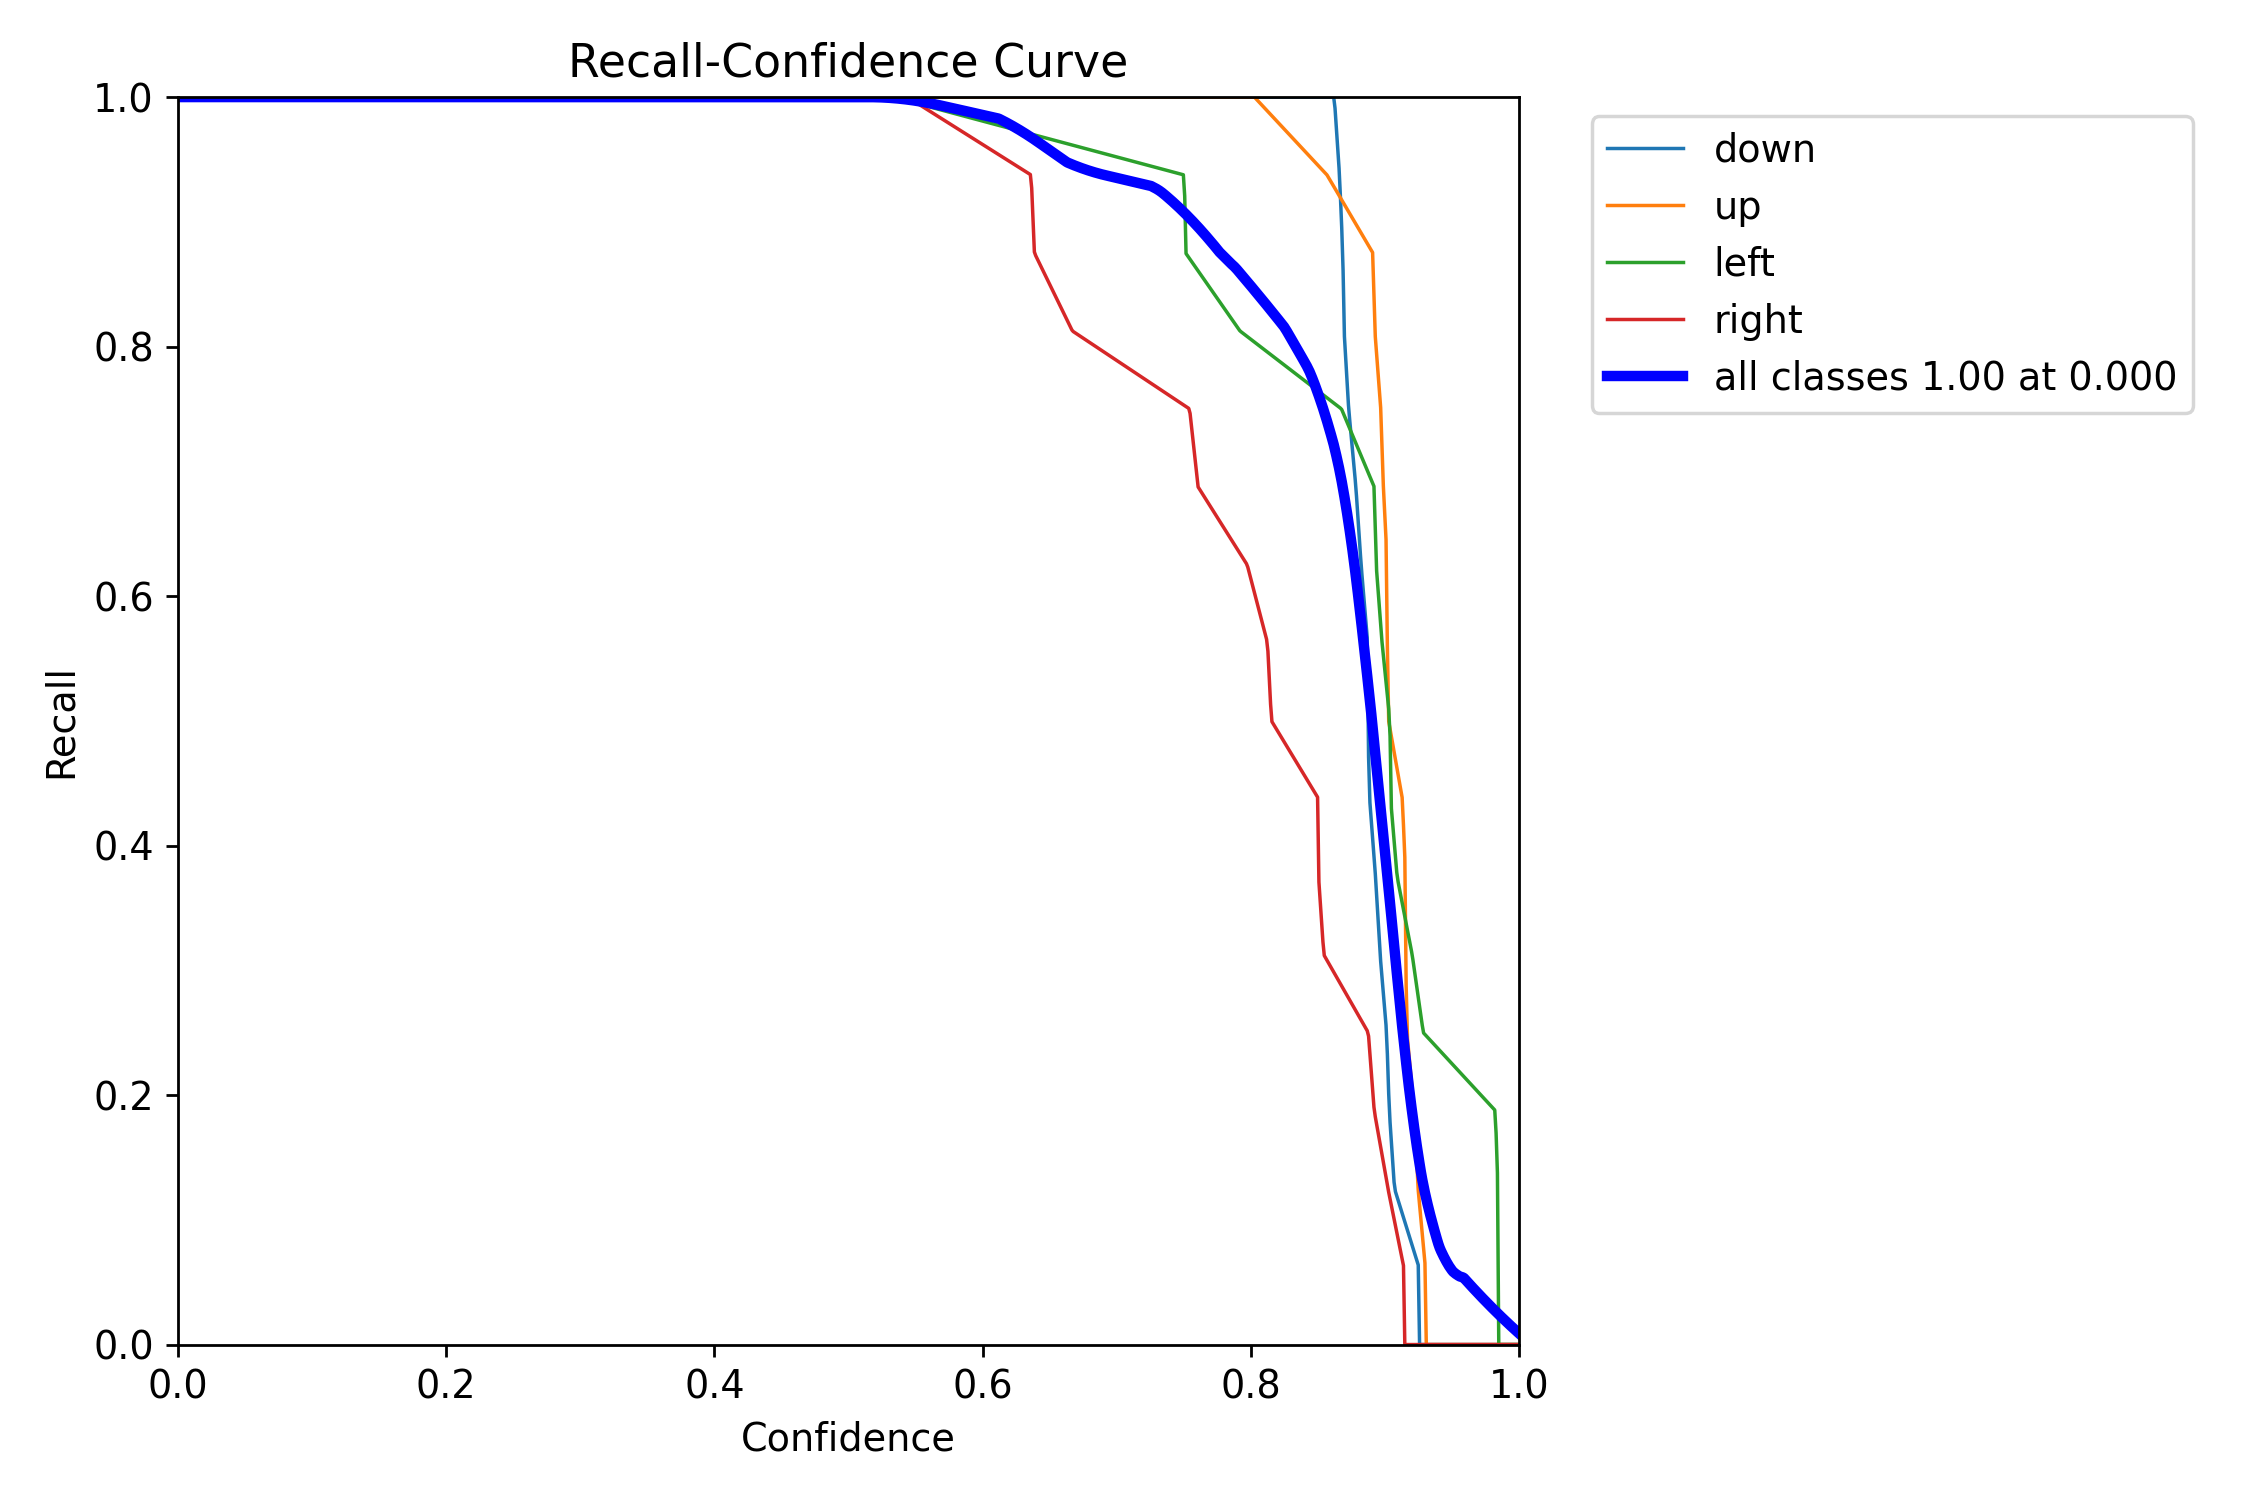 Recall-Confidence Curve
1.0
0.8
0.6
0.4
0.2
0.0
Recall
0.0 0.2 0.4 0.6 0.8 1.0
Confidence
down
up
left
right
all classes 1.00 at 0.000